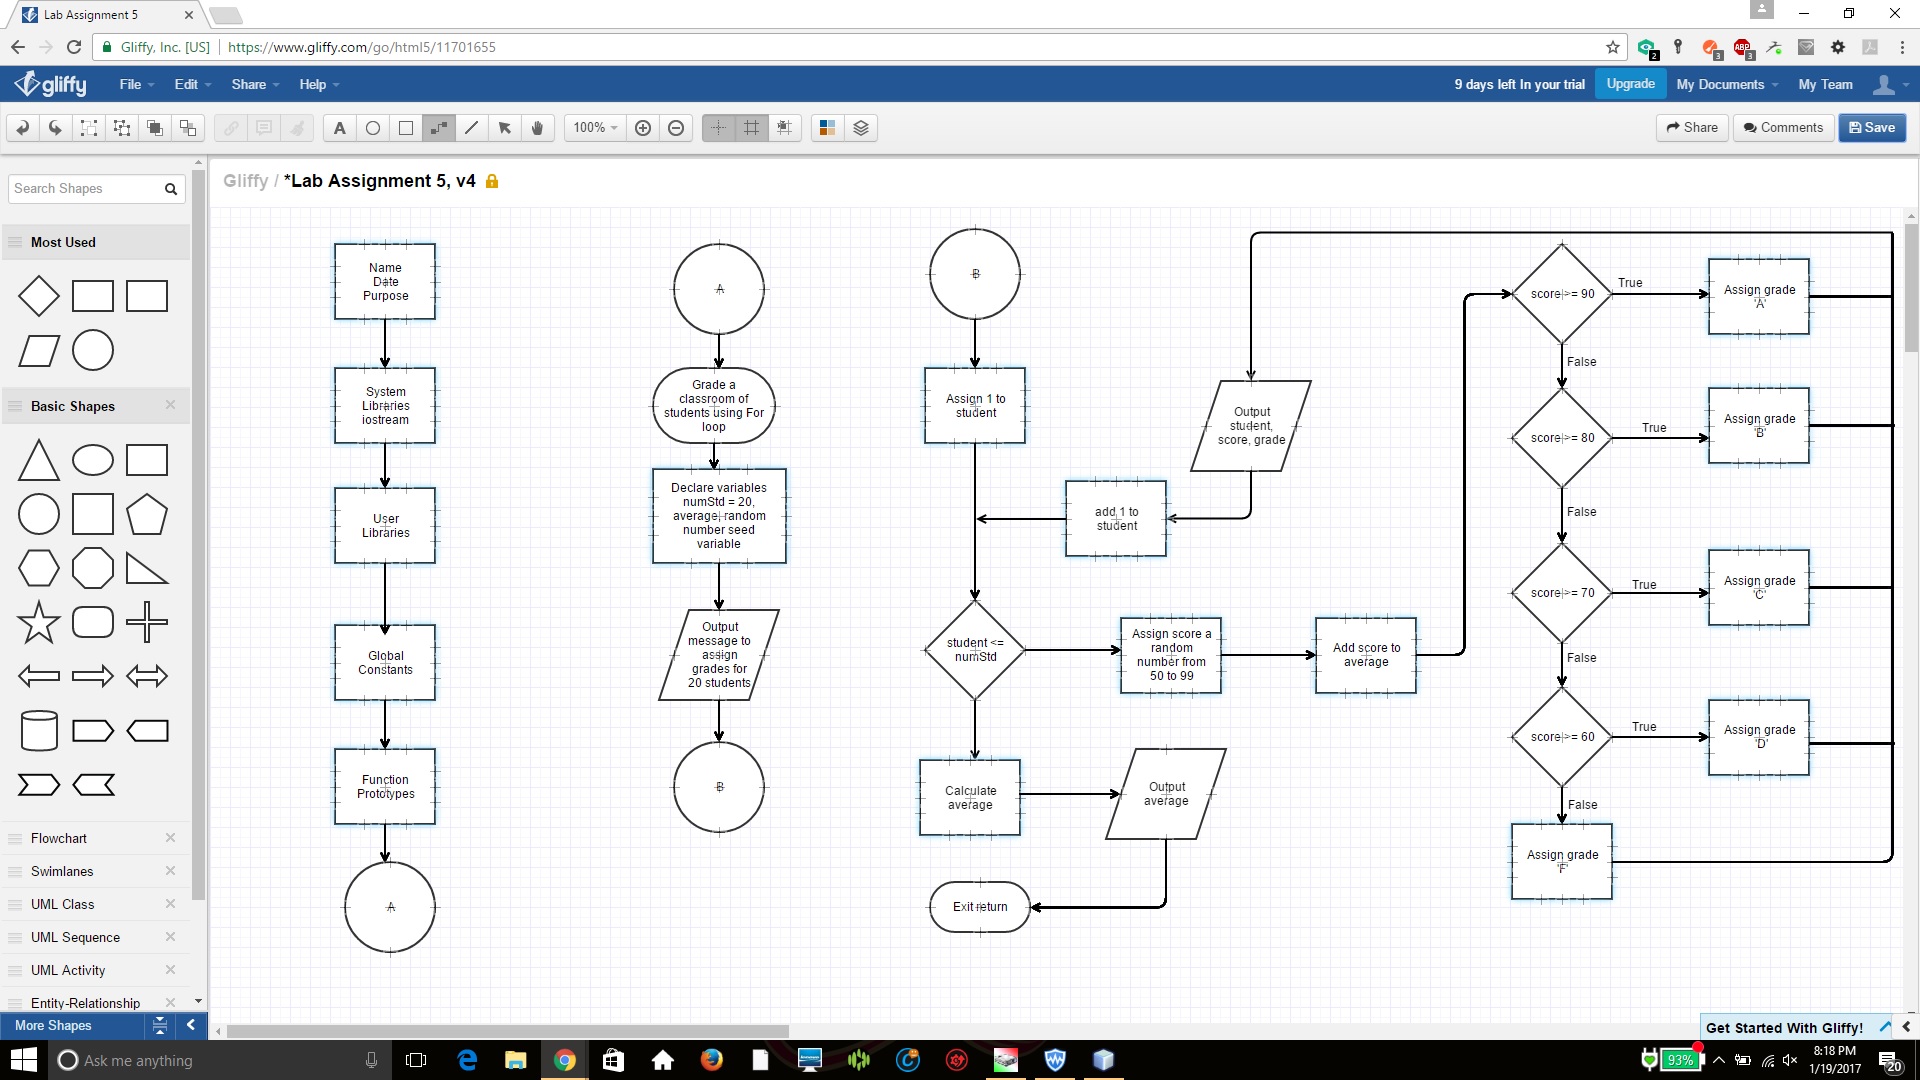 Lab Assignment 5
Gliffy, Inc. [US]
https://www.gliffy.com/go/html5/11701655
2
3
ABP
3
gliffy
File
Edit
Share
Help
9 days left In your trial
Upgrade
My Documents
My Team
A
100%
Share
Comments
Save
Search Shapes
Gliffy / *Lab Assignment 5, v4
Most Used
Basic Shapes
Flowchart
Swimlanes
UML Class
UML Sequence
UML Activity
Entity-Relationship
More Shapes
Name
Date
Purpose
System
Libraries
iostream
User
Libraries
Global
Constants
Function
Prototypes
A
A
Grade a
classroom of
students using For
loop
Declare variables
numStd = 20,
average, random
number seed
variable
Output
message to
assign
grades for
20 students
B
B
Assign 1 to
student
Output
student,
score, grade
add 1 to
student
student <=
numStd
Assign score a
random
number from
50 to 99
Add score to
average
Calculate
average
Output
average
Exit return
score >= 90
True
Assign grade
'A'
False
score >= 80
True
Assign grade
'B'
False
score >= 70
True
Assign grade
'C'
False
score >= 60
True
Assign grade
'D'
False
Assign grade
'F'
Get Started With Gliffy!
Ask me anything
93%
8:18 PM
1/19/2017
20